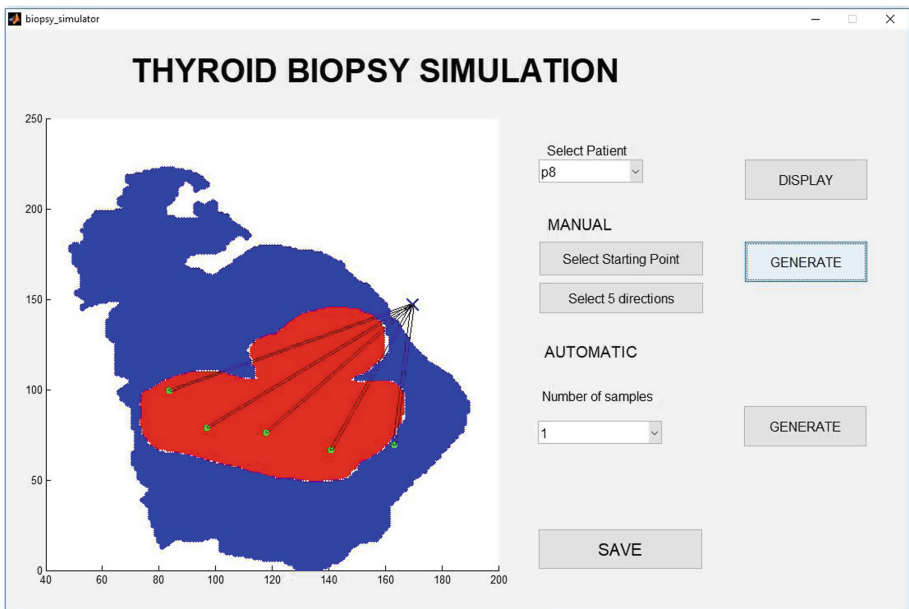 biopsy_simulator
THYROID BIOPSY SIMULATION
250
200
150
100
50
0
40
60
80
100
120
140
160
180
200
Select Patient
p8
DISPLAY
MANUAL
Select Starting Point
GENERATE
Select 5 directions
AUTOMATIC
Number of samples
1
GENERATE
SAVE